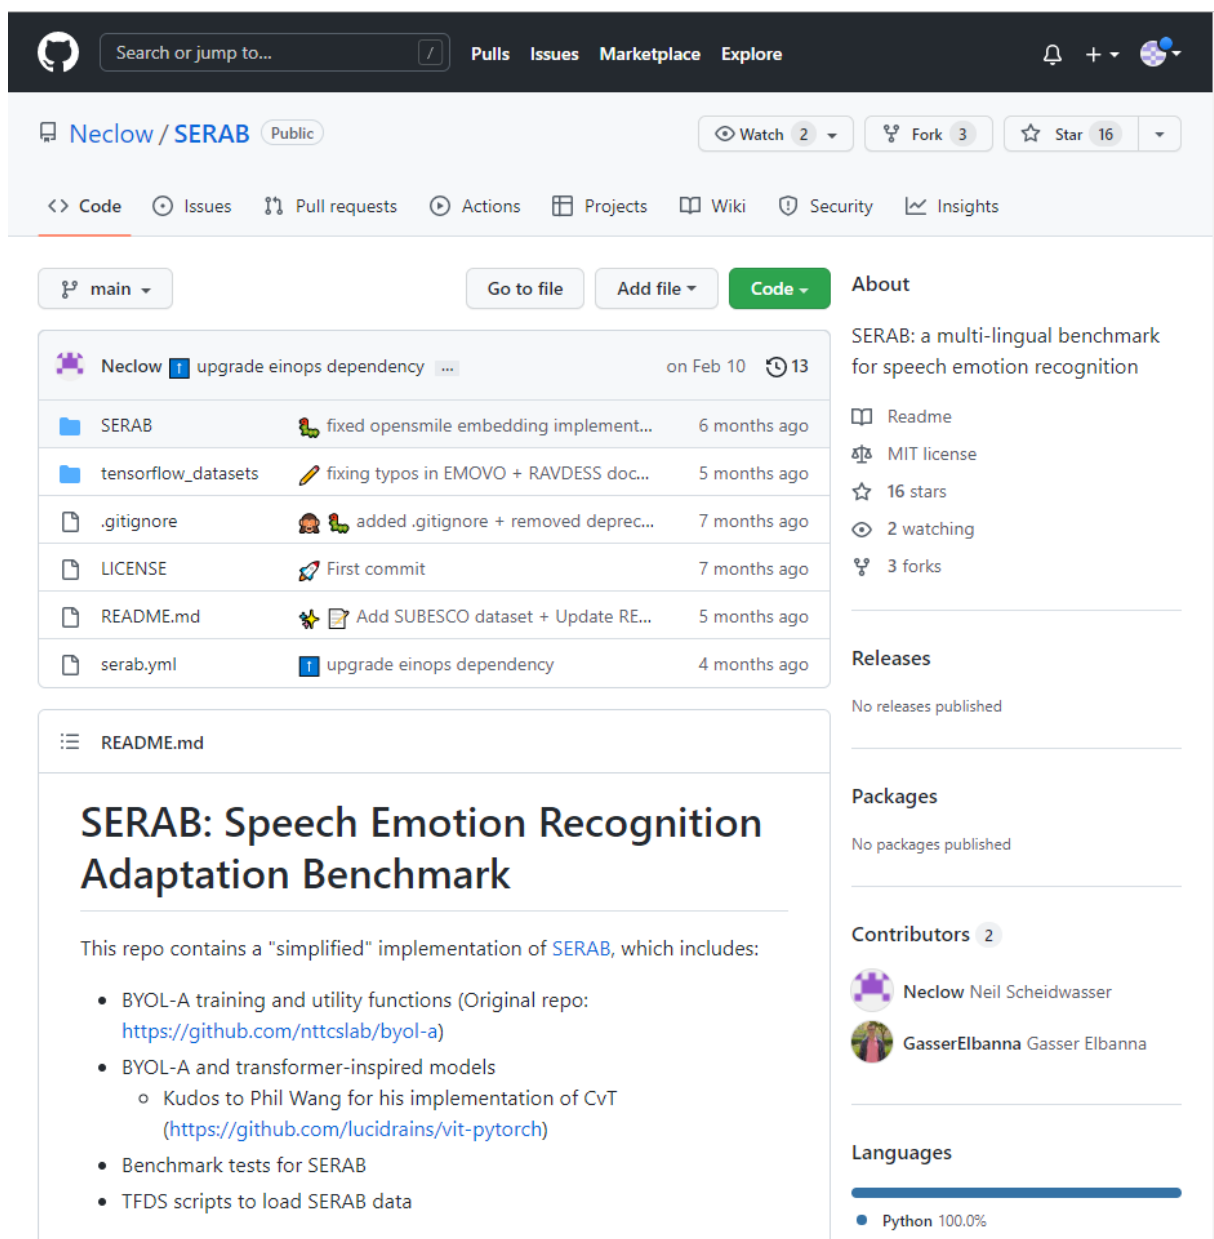 Search or jump to... /
Pulls Issues Marketplace Explore
Neclow / SERAB Public
Watch 2
Fork 3
Star 16
Code Issues Pull requests Actions Projects Wiki Security Insights
main
Go to file
Add file
Code
Neclow upgrade einops dependency ... on Feb 10 13
SERAB fixed opensmile embedding implement... 6 months ago
tensorflow_datasets fixing typos in EMOVO + RAVDESS doc... 5 months ago
.gitignore added .gitignore + removed deprec... 7 months ago
LICENSE First commit 7 months ago
README.md Add SUBESCO dataset + Update RE... 5 months ago
serab.yml upgrade einops dependency 4 months ago
README.md
SERAB: Speech Emotion Recognition
Adaptation Benchmark
This repo contains a "simplified" implementation of SERAB, which includes:
• BYOL-A training and utility functions (Original repo:
https://github.com/nttcslab/byol-a)
• BYOL-A and transformer-inspired models
◦ Kudos to Phil Wang for his implementation of CvT
(https://github.com/lucidrains/vit-pytorch)
• Benchmark tests for SERAB
• TFDS scripts to load SERAB data
About
SERAB: a multi-lingual benchmark
for speech emotion recognition
Readme
MIT license
16 stars
2 watching
3 forks
Releases
No releases published
Packages
No packages published
Contributors 2
Neclow Neil Scheidwasser
GasserElbanna Gasser Elbanna
Languages
Python 100.0%